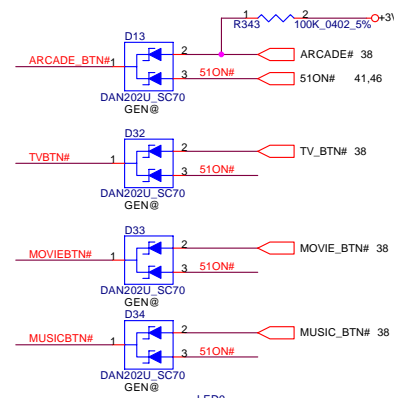 1 2 +3V
R343 100K_0402_5%
D13
2 ARCADE# 38
ARCADE_BTN# 1
3 51ON# 51ON# 41,46
DAN202U_SC70
GEN@
D32
2 TV_BTN# 38
TVBTN# 1
3 51ON#
DAN202U_SC70
GEN@
D33
2 MOVIE_BTN# 38
MOVIEBTN# 1
3 51ON#
DAN202U_SC70
GEN@
D34
2 MUSIC_BTN# 38
MUSICBTN# 1
3 51ON#
DAN202U_SC70
GEN@